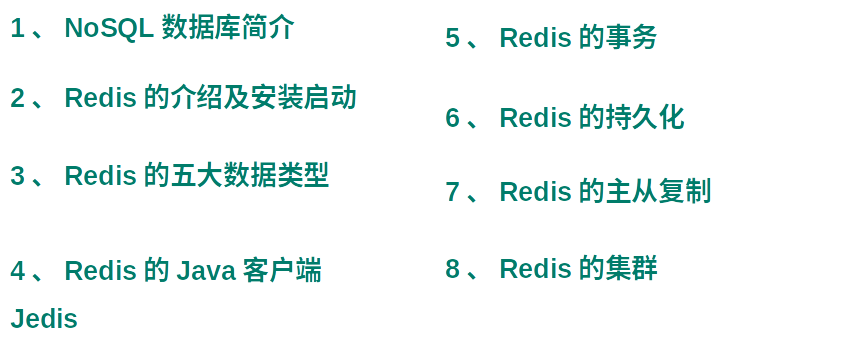 1 、 NoSQL 数据库简介
2 、 Redis 的介绍及安装启动
3 、 Redis 的五大数据类型
4 、 Redis 的 Java 客户端
Jedis
5 、 Redis 的事务
6 、 Redis 的持久化
7 、 Redis 的主从复制
8 、 Redis 的集群